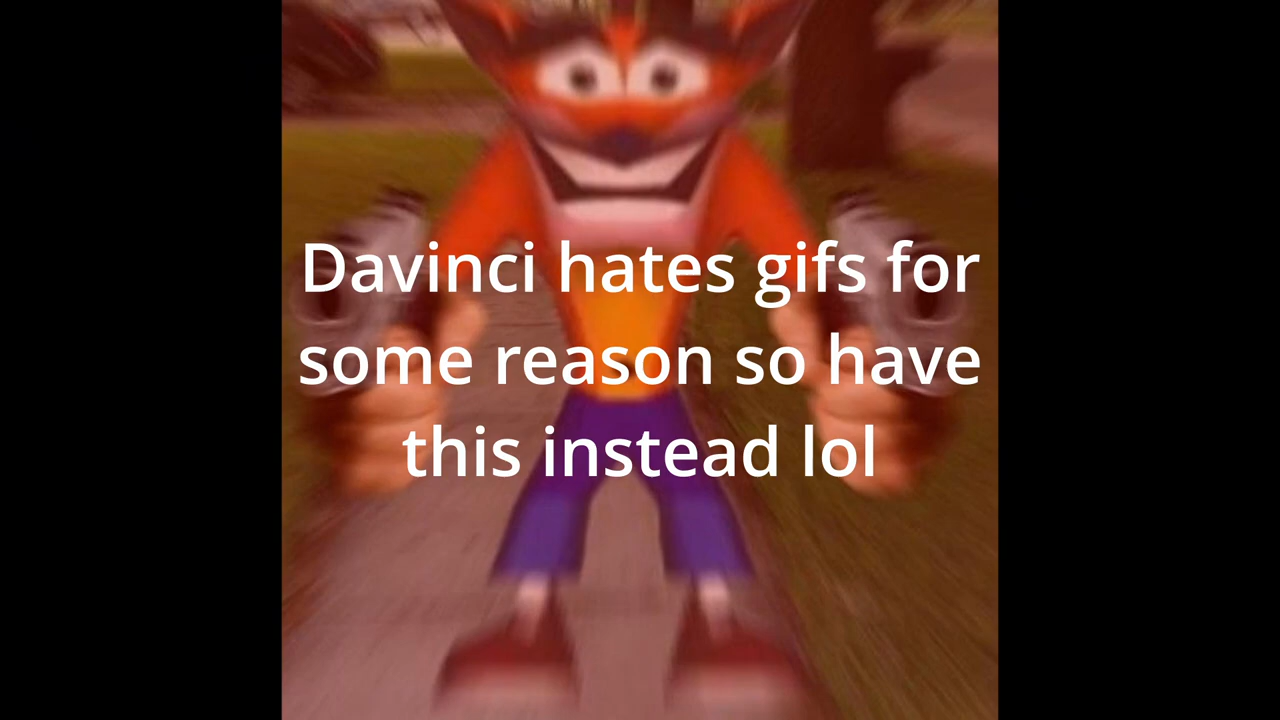 Davinci hates gifs for
some reason so have
this instead lol